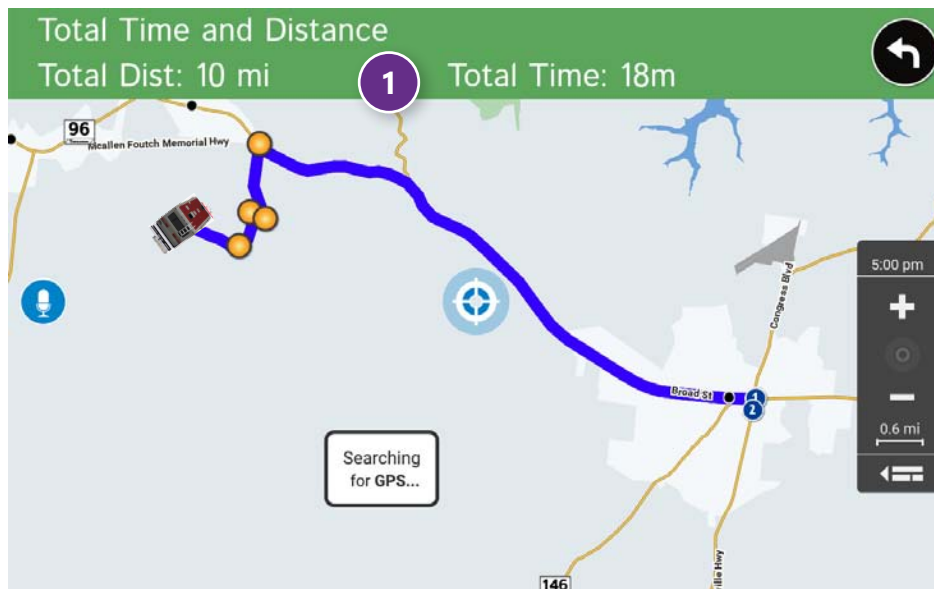 Total Time and Distance
Total Dist: 10 mi
1
Total Time: 18m
96
Mcallen Foutch Memorial Hwy
5:00 pm
Congress Blvd
Broad St
1
2
0.6 mi
Searching
for GPS...
146
Hwy